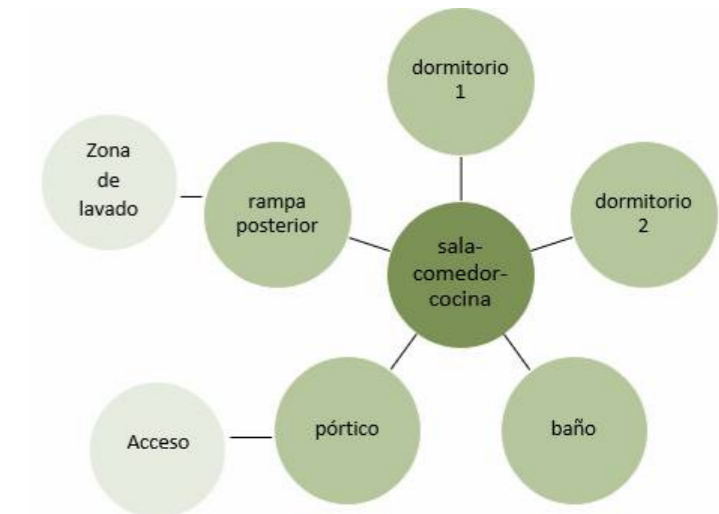 dormitorio
1
Zona
de
lavado
rampa
posterior
dormitorio
2
sala-
comedor-
cocina
Acceso
pórtico
baño